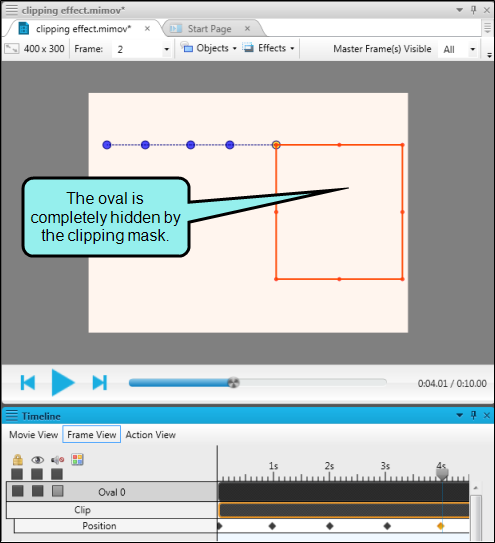 clipping effect.mimov*
clipping effect.mimov* × Start Page ×
400 x 300 Frame: 2 Objects Effects Master Frame(s) Visible All
The oval is
completely hidden by
the clipping mask.
0:04.01 / 0:10.00
Timeline
Movie View Frame View Action View
1s 2s 3s 4s
Oval 0
Clip
Position